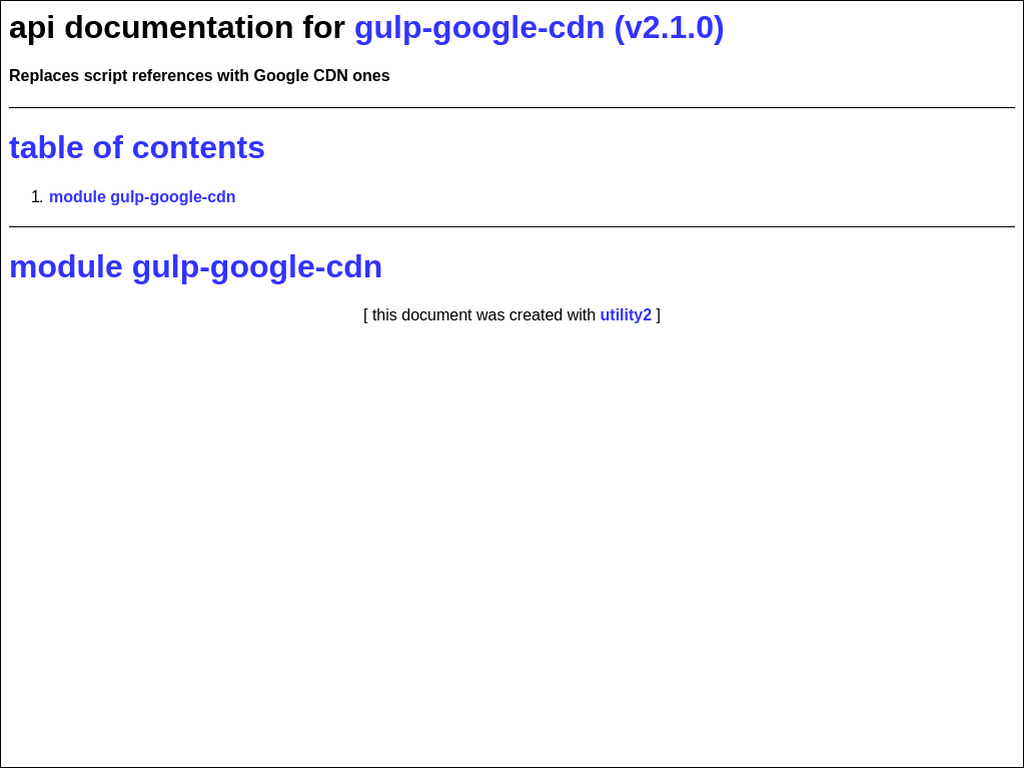 api documentation for gulp-google-cdn (v2.1.0)
Replaces script references with Google CDN ones
table of contents
1. module gulp-google-cdn
module gulp-google-cdn
[ this document was created with utility2 ]